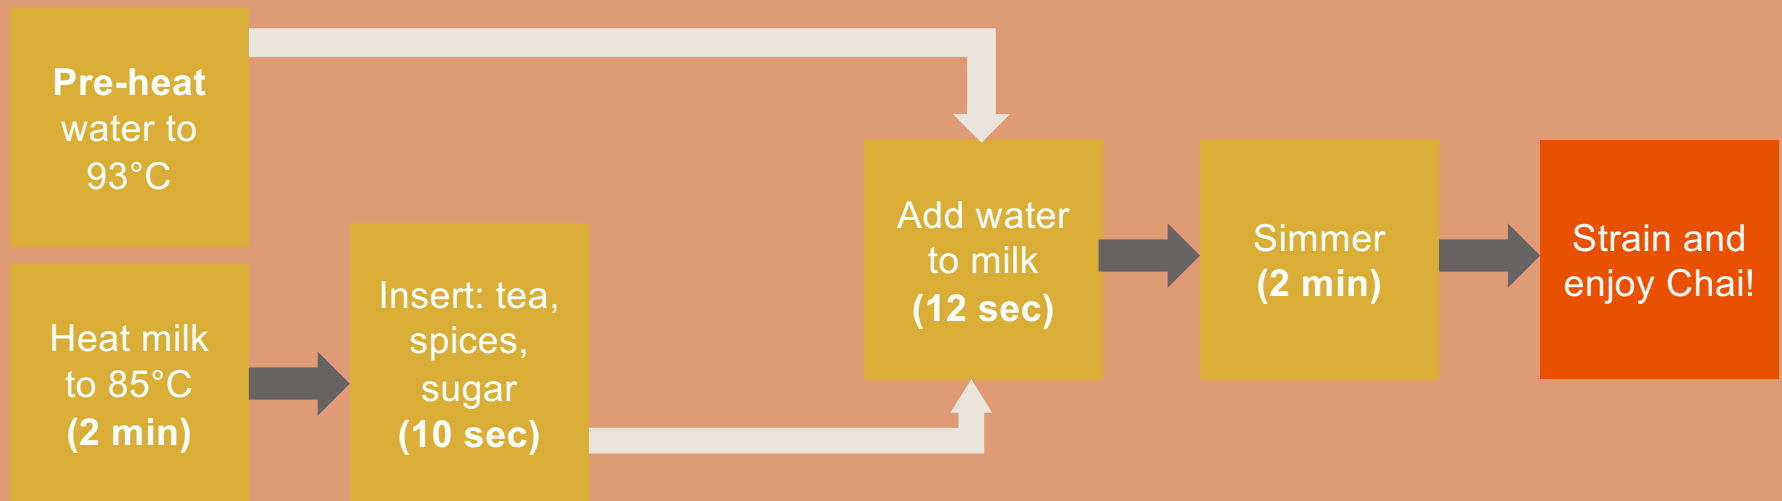 Pre-heat
water to
93°C
Heat milk
to 85°C
(2 min)
Insert: tea,
spices,
sugar
(10 sec)
Add water
to milk
(12 sec)
Simmer
(2 min)
Strain and
enjoy Chai!